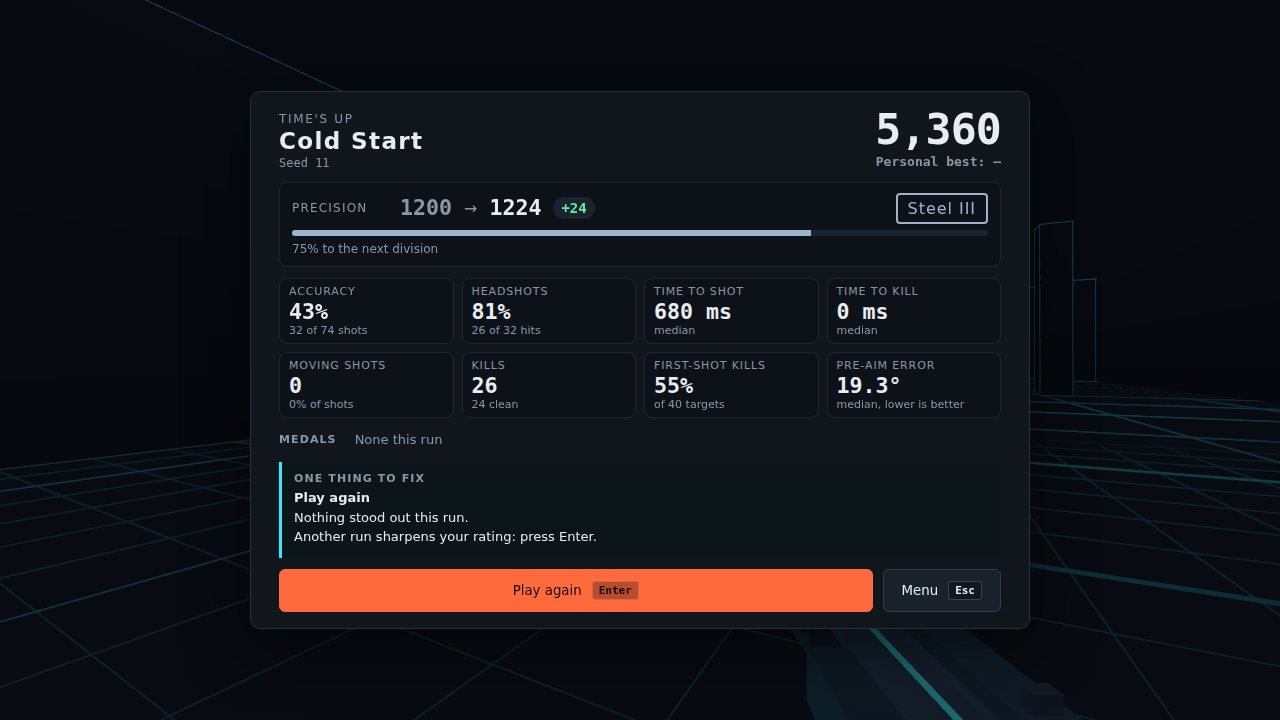 TIME'S UP
Cold Start
Seed 11
5,360
Personal best: —
PRECISION 1200 → 1224 +24 Steel III
75% to the next division
ACCURACY
43%
32 of 74 shots
HEADSHOTS
81%
26 of 32 hits
TIME TO SHOT
680 ms
median
TIME TO KILL
0 ms
median
MOVING SHOTS
0
0% of shots
KILLS
26
24 clean
FIRST-SHOT KILLS
55%
of 40 targets
PRE-AIM ERROR
19.3°
median, lower is better
MEDALS None this run
ONE THING TO FIX
Play again
Nothing stood out this run.
Another run sharpens your rating: press Enter.
Play again Enter
Menu Esc